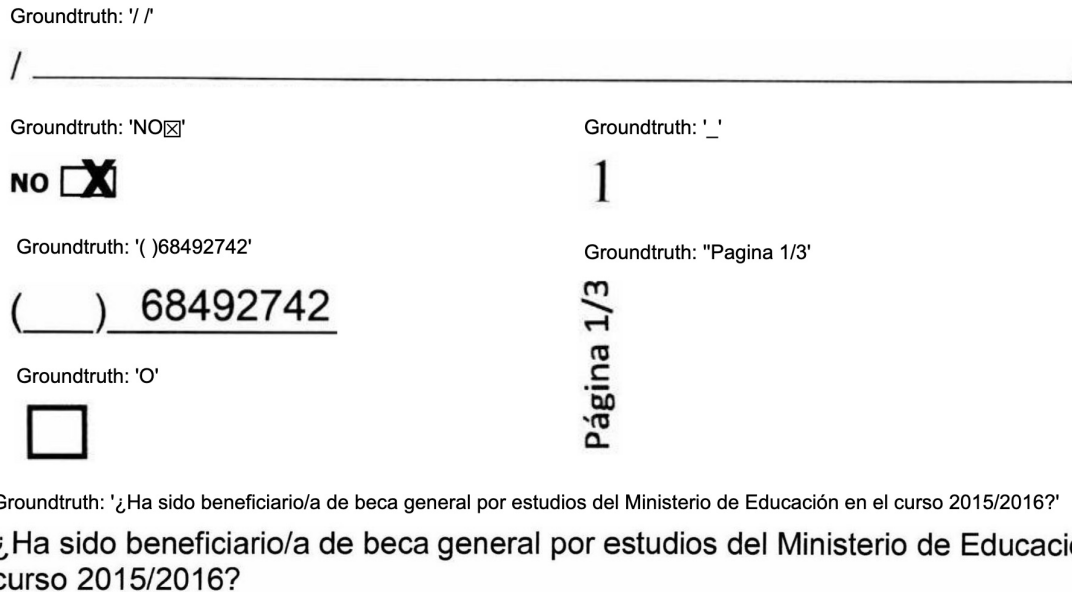 Groundtruth: '/ /'
/
Groundtruth: 'NO☒'
Groundtruth: '_'
NO ☒
1
Groundtruth: '( )68492742'
Groundtruth: "Pagina 1/3'
(___) 68492742
Página 1/3
Groundtruth: 'O'
☐
Groundtruth: '¿Ha sido beneficiario/a de beca general por estudios del Ministerio de Educación en el curso 2015/2016?'
¿Ha sido beneficiario/a de beca general por estudios del Ministerio de
curso 2015/2016?